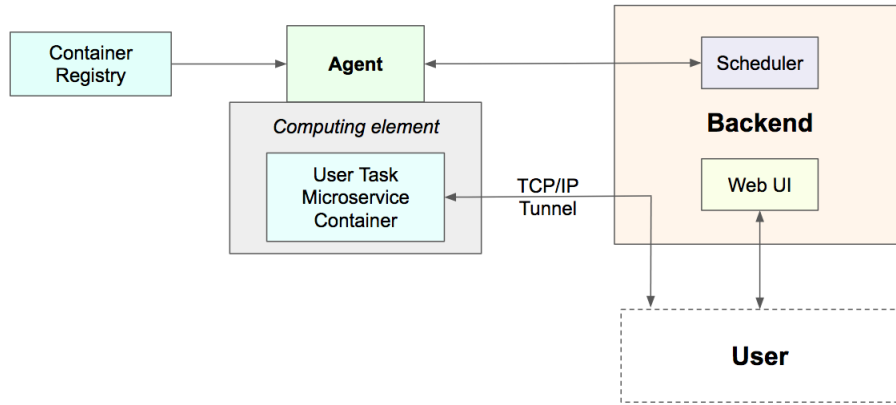 Container
Registry
Agent
Scheduler
Computing element
Backend
User Task
Microservice
Container
TCP/IP
Tunnel
Web UI
User